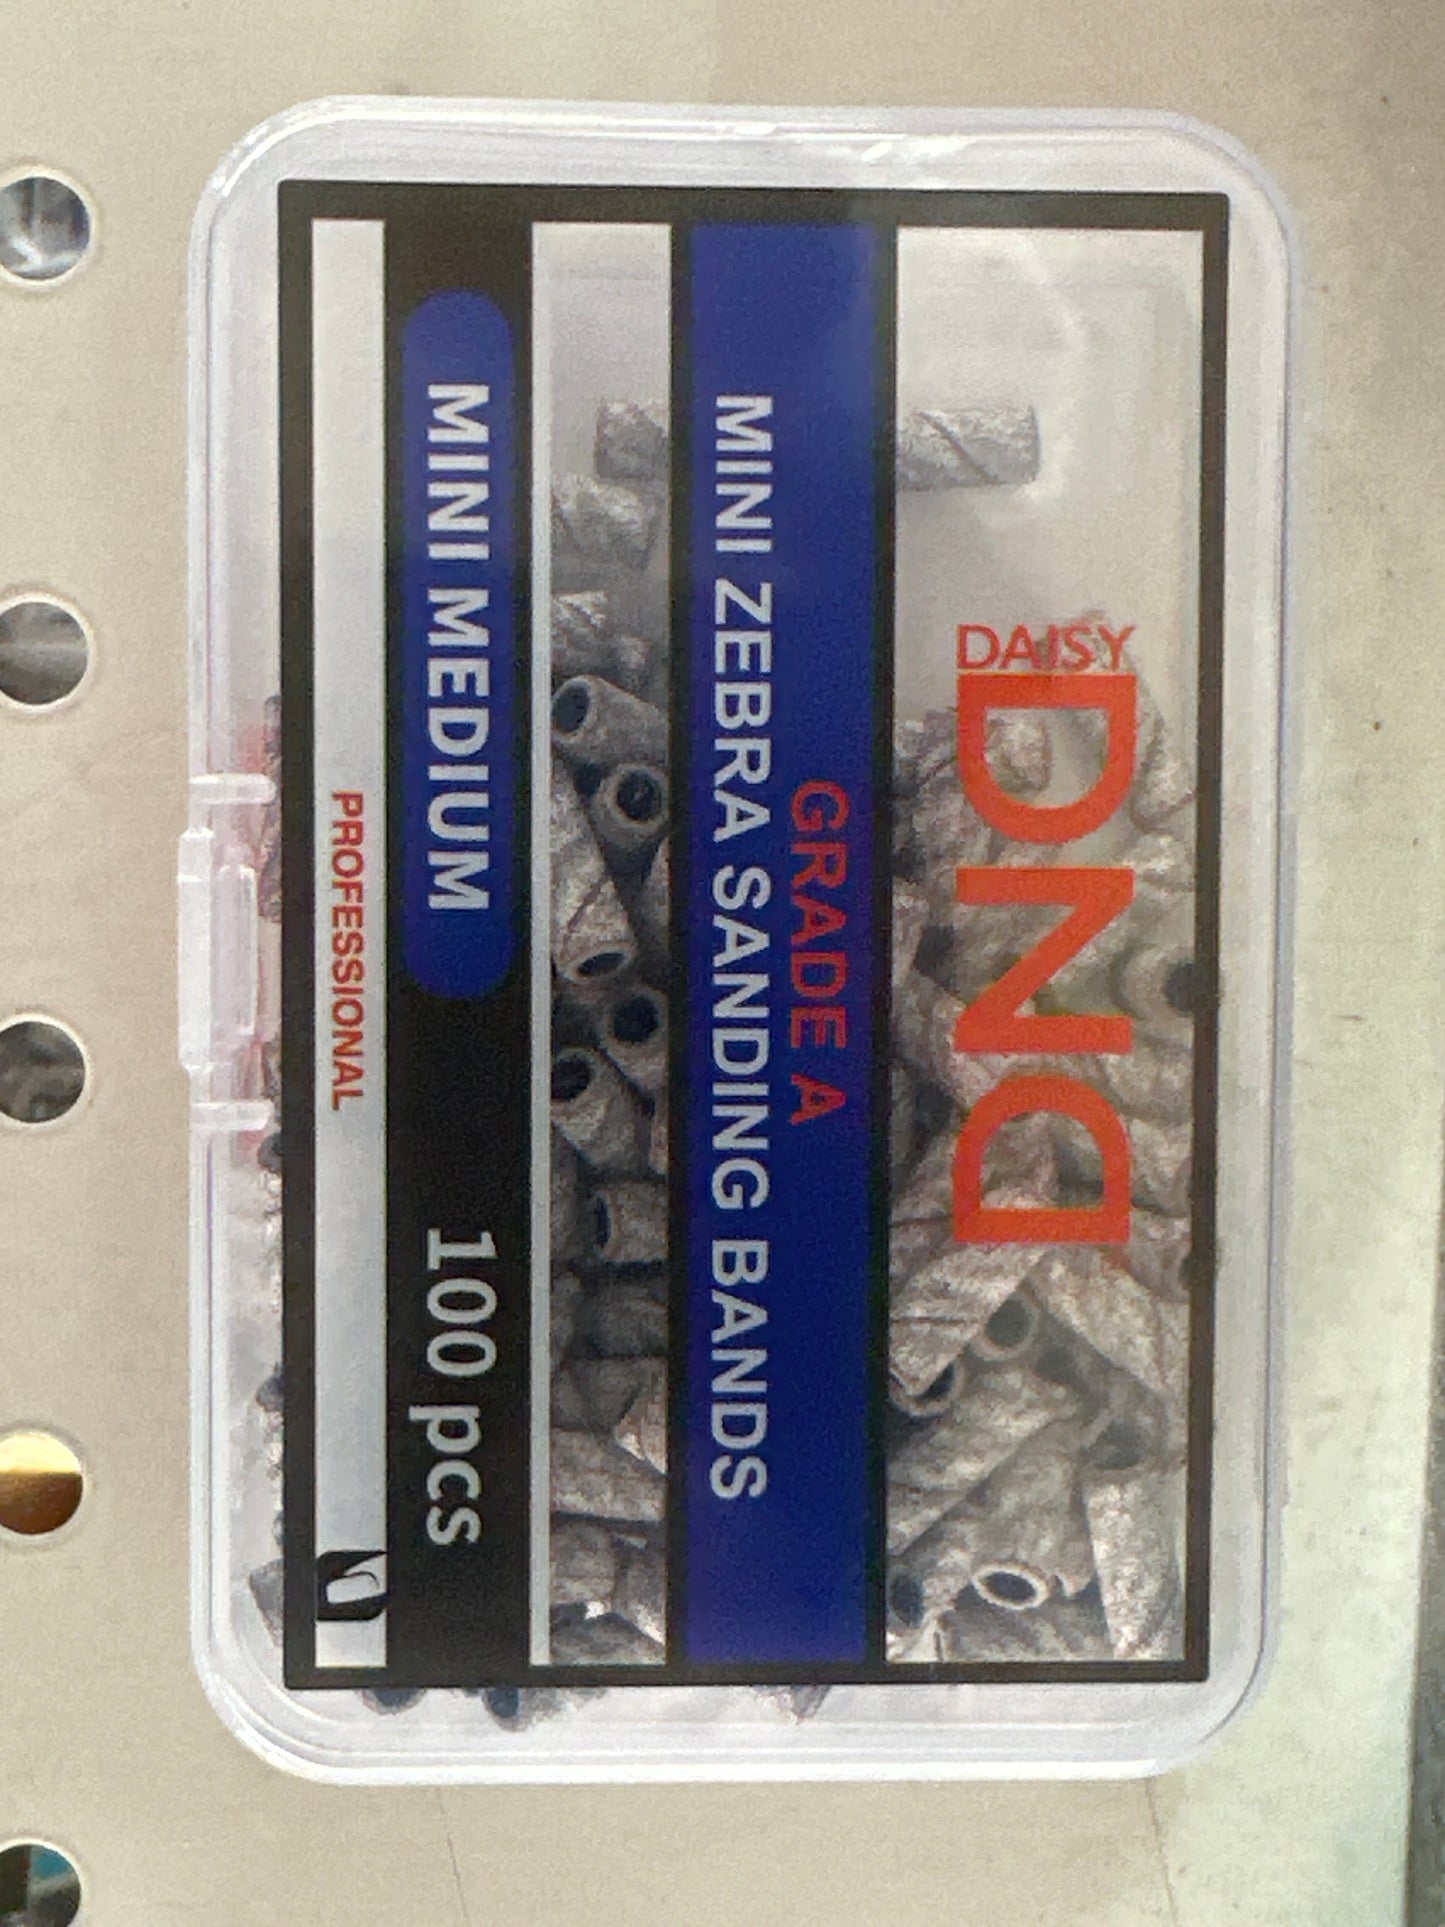 DAISY
DND
GRADE A
MINI ZEBRA SANDING BANDS
MINI MEDIUM
100 pcs
PROFESSIONAL